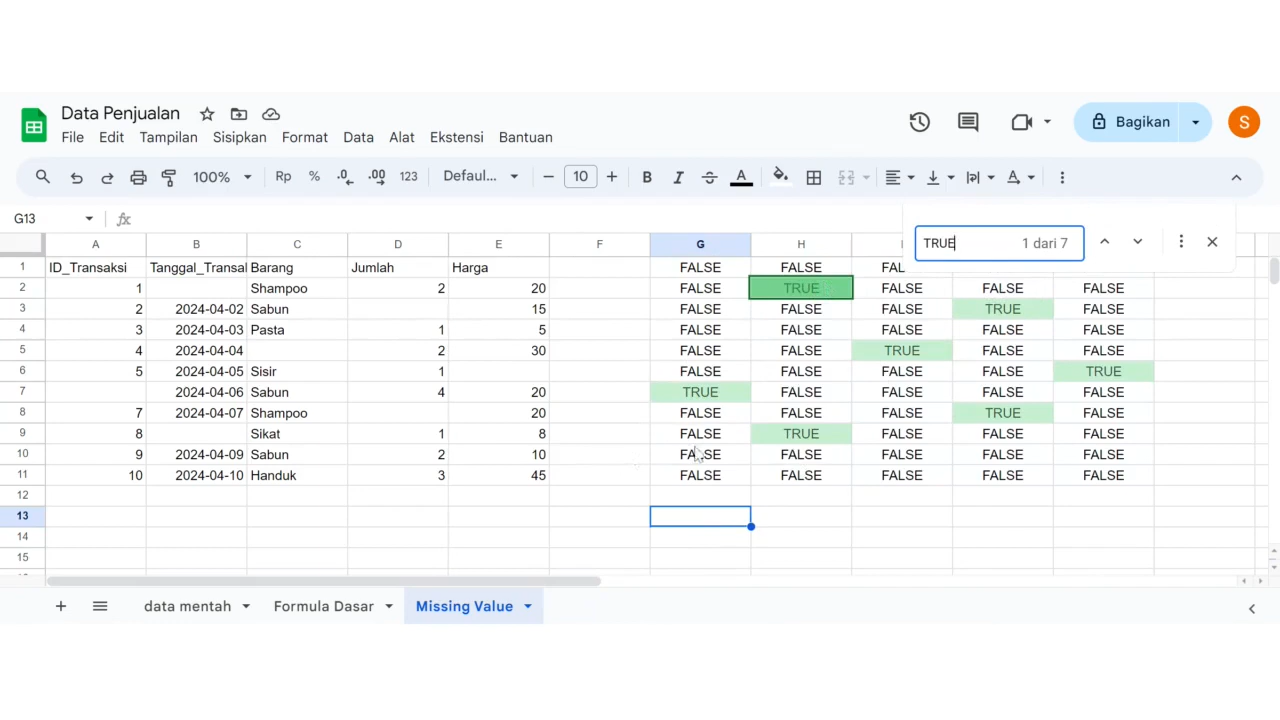 Data Penjualan
File Edit Tampilan Sisipkan Format Data Alat Ekstensi Bantuan
Bagikan
S
100% Rp % .0 .00 123 Defaul... 10 B I A
G13 fx
TRUE 1 dari 7
A B C D E F G H
1 ID_Transaksi Tanggal_Transal Barang Jumlah Harga FALSE FALSE FAL
2 1 Shampoo 2 20 FALSE TRUE FALSE FALSE FALSE
3 2 2024-04-02 Sabun 15 FALSE FALSE FALSE TRUE FALSE
4 3 2024-04-03 Pasta 1 5 FALSE FALSE FALSE FALSE FALSE
5 4 2024-04-04 2 30 FALSE FALSE TRUE FALSE FALSE
6 5 2024-04-05 Sisir 1 FALSE FALSE FALSE FALSE TRUE
7 2024-04-06 Sabun 4 20 TRUE FALSE FALSE FALSE FALSE
8 7 2024-04-07 Shampoo 20 FALSE FALSE FALSE TRUE FALSE
9 8 Sikat 1 8 FALSE TRUE FALSE FALSE FALSE
10 9 2024-04-09 Sabun 2 10 FALSE FALSE FALSE FALSE FALSE
11 10 2024-04-10 Handuk 3 45 FALSE FALSE FALSE FALSE FALSE
12
13
14
15
data mentah Formula Dasar Missing Value